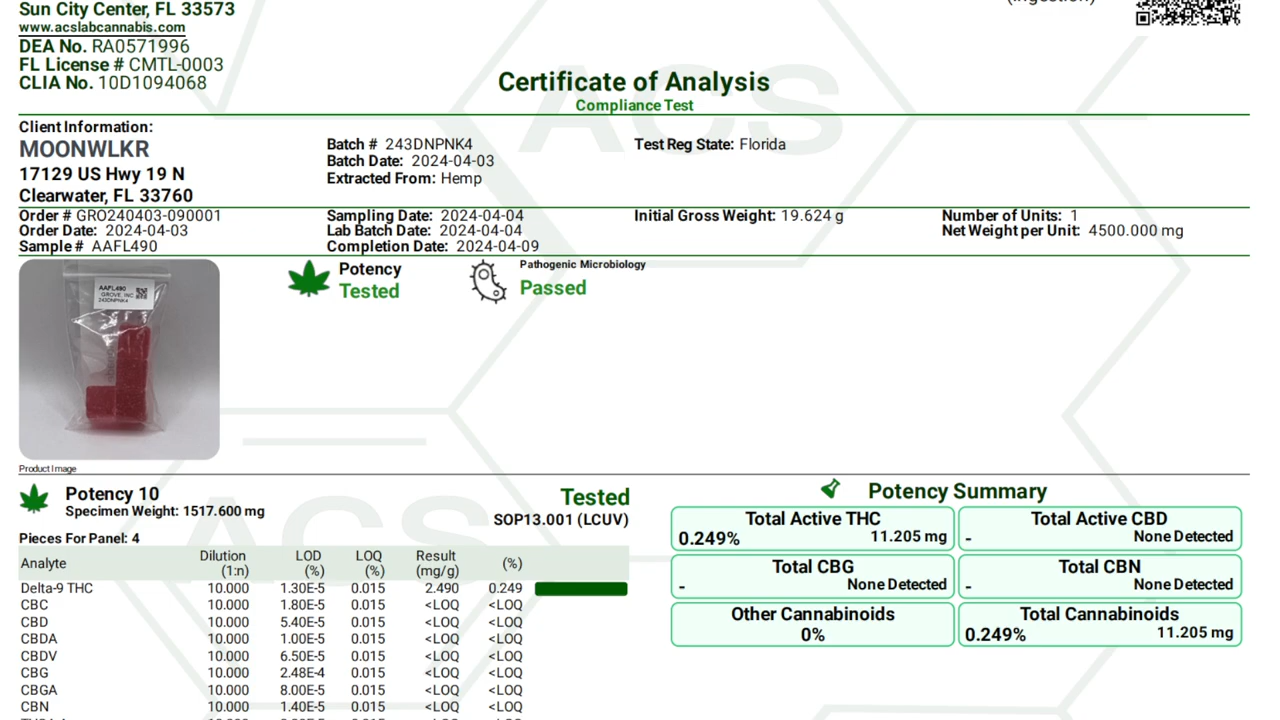 Sun City Center, FL 33573
www.acslabcannabis.com
DEA No. RA0571996
FL License # CMTL-0003
CLIA No. 10D1094068
(Ingestion)
Certificate of Analysis
Compliance Test
Client Information:
MOONWLKR
17129 US Hwy 19 N
Clearwater, FL 33760
Batch # 243DNPNK4
Batch Date: 2024-04-03
Extracted From: Hemp
Test Reg State: Florida
Order # GRO240403-090001
Order Date: 2024-04-03
Sample # AAFL490
Sampling Date: 2024-04-04
Lab Batch Date: 2024-04-04
Completion Date: 2024-04-09
Initial Gross Weight: 19.624 g
Number of Units: 1
Net Weight per Unit: 4500.000 mg
AAFL490
GROVE, INC
243DNPNK4
Product Image
Potency
Tested
Pathogenic Microbiology
Passed
ACS
Potency 10
Specimen Weight: 1517.600 mg
Tested
SOP13.001 (LCUV)
Pieces For Panel: 4
Analyte Dilution (1:n) LOD (%) LOQ (%) Result (mg/g) (%)
Delta-9 THC 10.000 1.30E-5 0.015 2.490 0.249
CBC 10.000 1.80E-5 0.015 <LOQ <LOQ
CBD 10.000 5.40E-5 0.015 <LOQ <LOQ
CBDA 10.000 1.00E-5 0.015 <LOQ <LOQ
CBDV 10.000 6.50E-5 0.015 <LOQ <LOQ
CBG 10.000 2.48E-4 0.015 <LOQ <LOQ
CBGA 10.000 8.00E-5 0.015 <LOQ <LOQ
CBN 10.000 1.40E-5 0.015 <LOQ <LOQ
ACS
Potency Summary
Total Active THC
0.249% 11.205 mg
Total Active CBD
- None Detected
Total CBG
- None Detected
Total CBN
- None Detected
Other Cannabinoids
0%
Total Cannabinoids
0.249% 11.205 mg